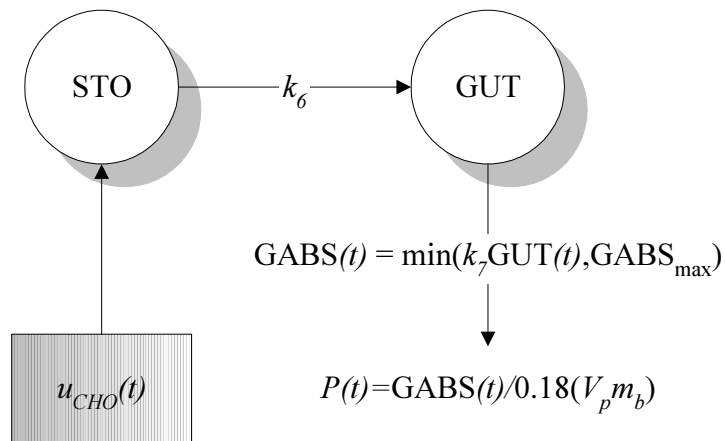 STO
k6
GUT
GABS(t) = min(k7GUT(t),GABSmax)
uCHO(t)
P(t)=GABS(t)/0.18(Vpmb)